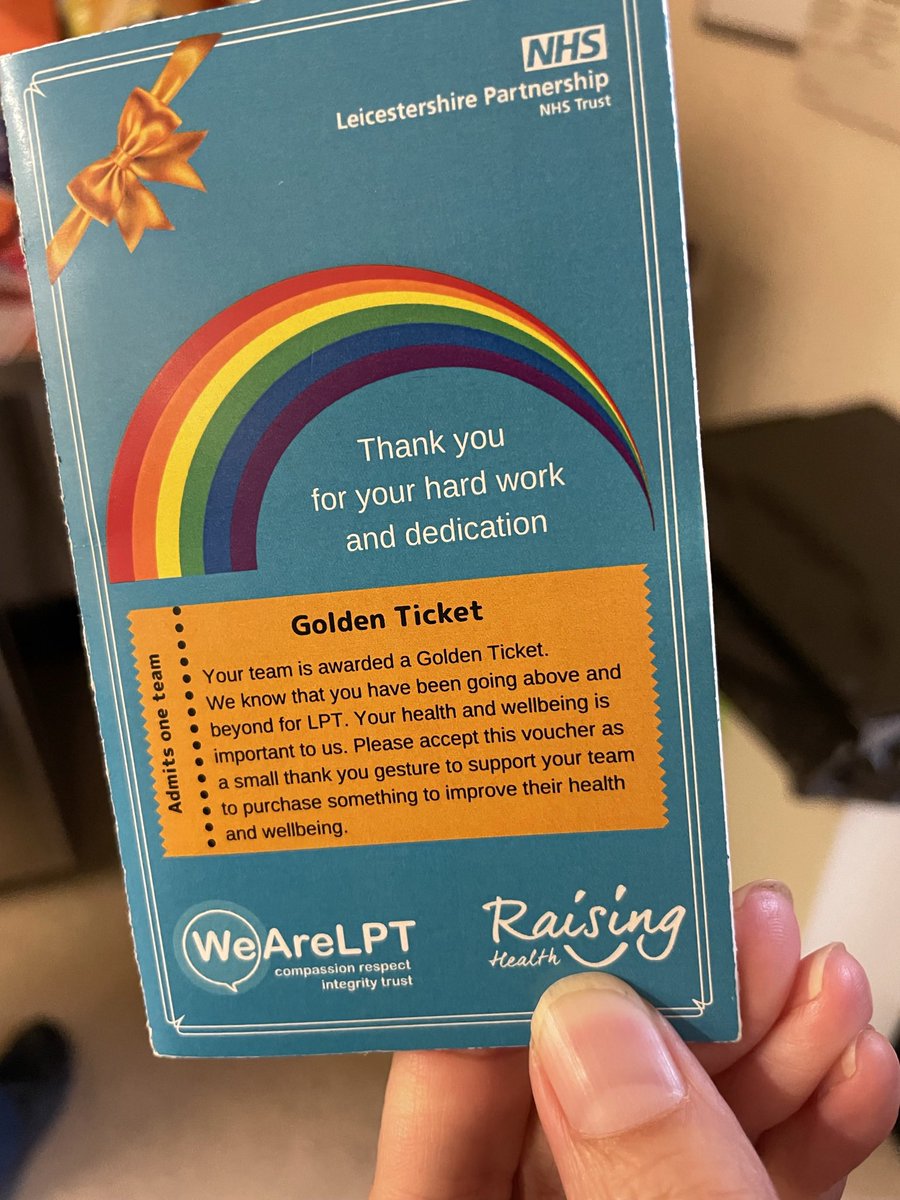 NHS
Leicestershire Partnership
NHS Trust
Thank you
for your hard work
and dedication
Admits one team
Golden Ticket
Your team is awarded a Golden Ticket.
We know that you have been going above and
beyond for LPT. Your health and wellbeing is
important to us. Please accept this voucher as
a small thank you gesture to support your team
to purchase something to improve their health
and wellbeing.
WeAreLPT
compassion respect
integrity trust
Raising
Health